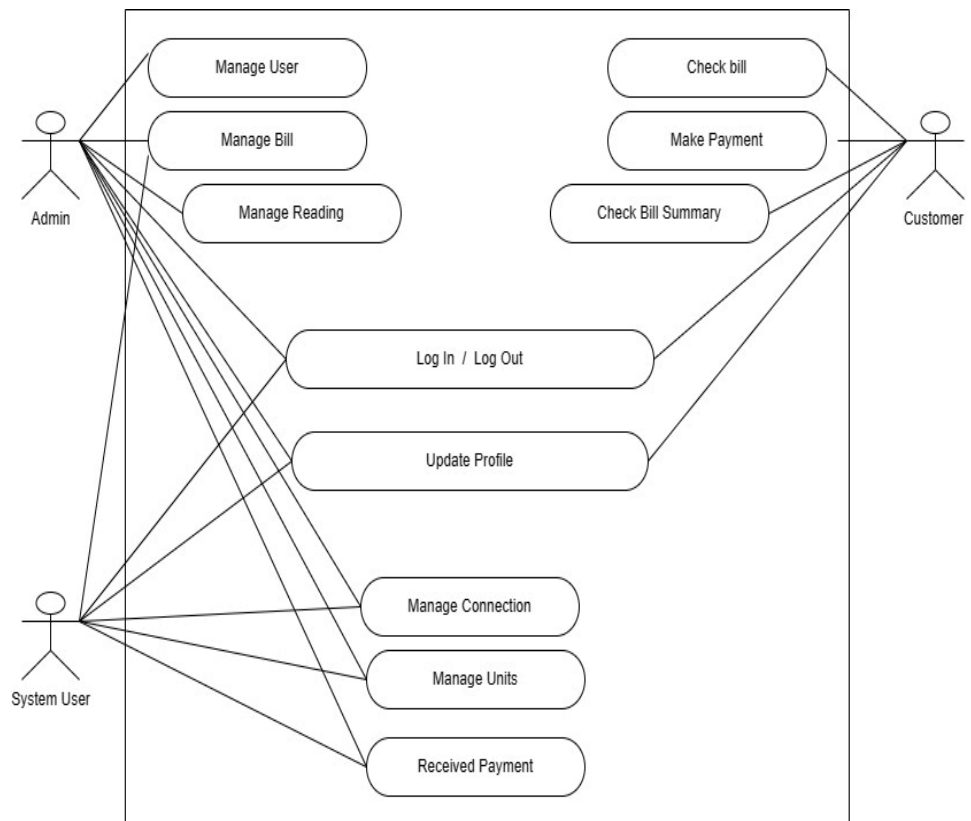 Manage User
Check bill
Manage Bill
Make Payment
Admin
Manage Reading
Check Bill Summary
Customer
Log In / Log Out
Update Profile
Manage Connection
System User
Manage Units
Received Payment